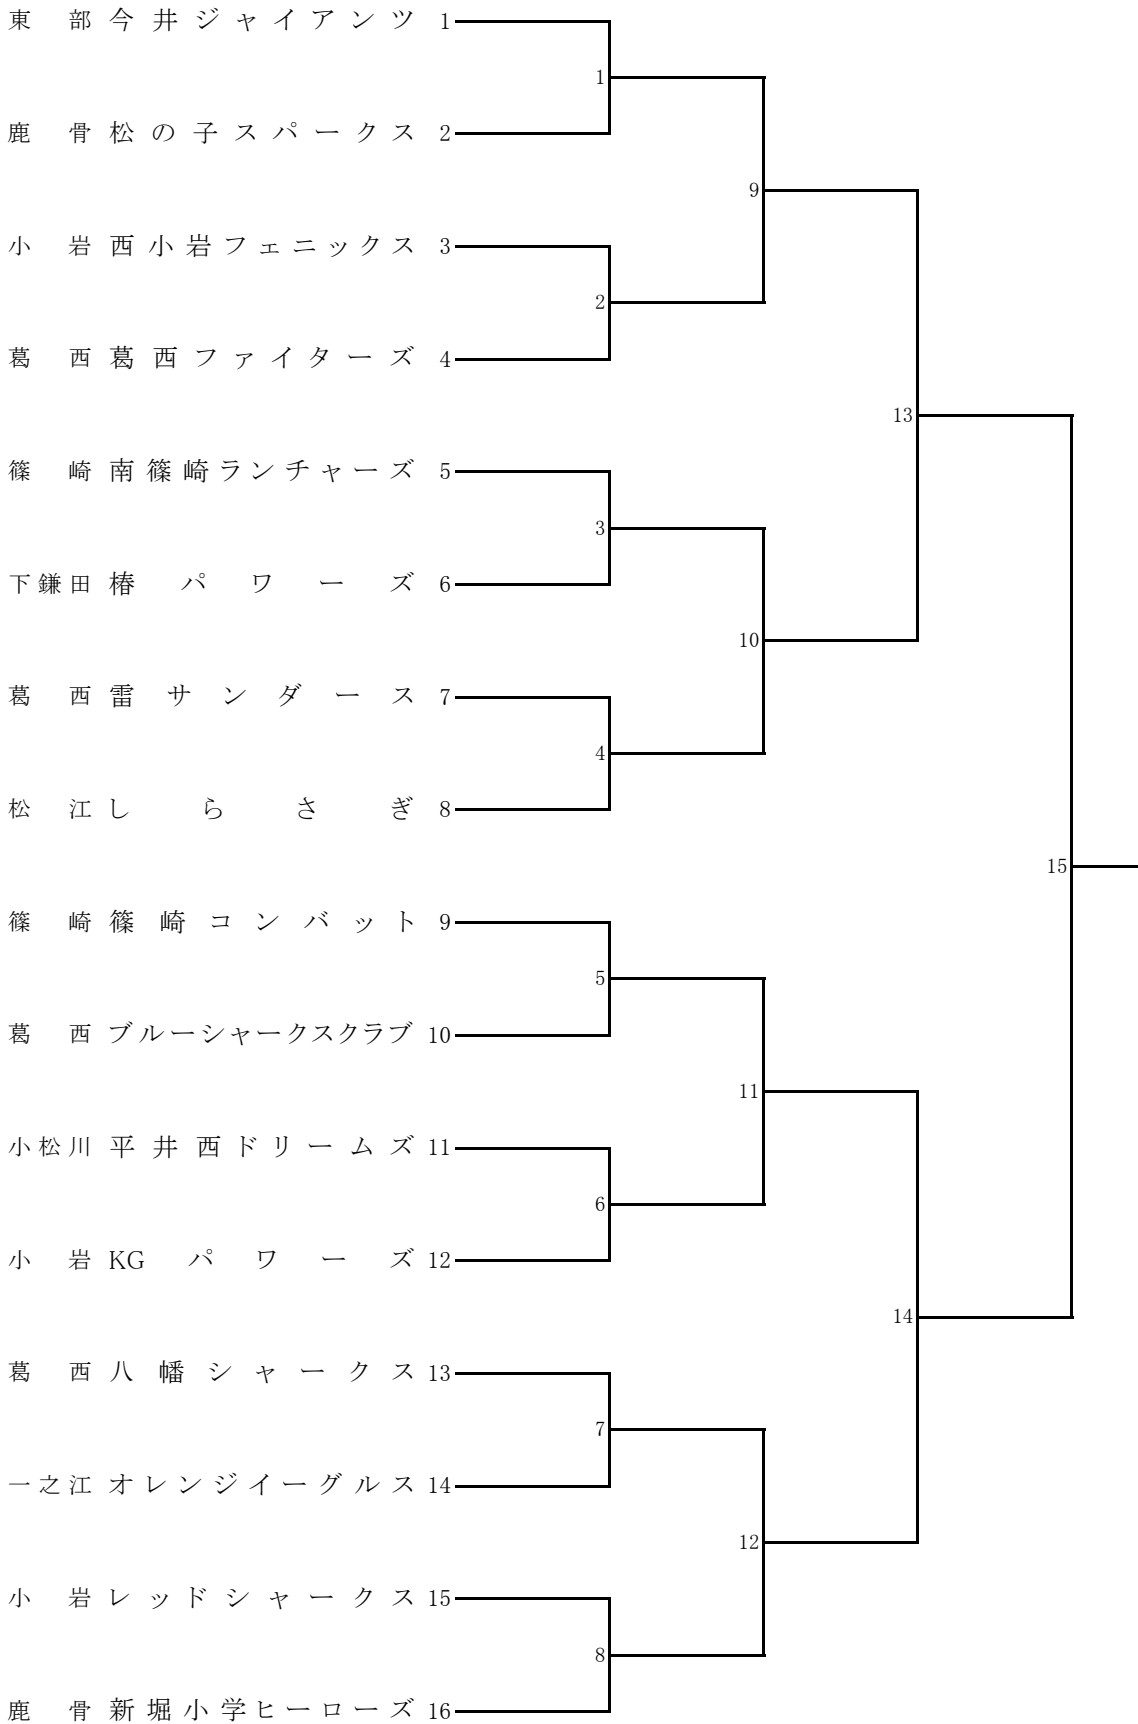 東部 今井ジャイアンツ 1
1
鹿骨 松の子スパークス 2
9
小岩 西小岩フェニックス 3
2
葛西 葛西ファイターズ 4
13
篠崎 南篠崎ランチャーズ 5
3
下鎌田 椿パワーズ 6
10
葛西 雷サンダース 7
4
松江 しらさぎ 8
15
篠崎 篠崎コンバット 9
5
葛西 ブルーシャークスクラブ 10
11
小松川 平井西ドリームズ 11
6
小岩 KGパワーズ 12
14
葛西 八幡シャークス 13
7
一之江 オレンジイーグルス 14
12
小岩 レッドシャークス 15
8
鹿骨 新堀小学ヒーローズ 16